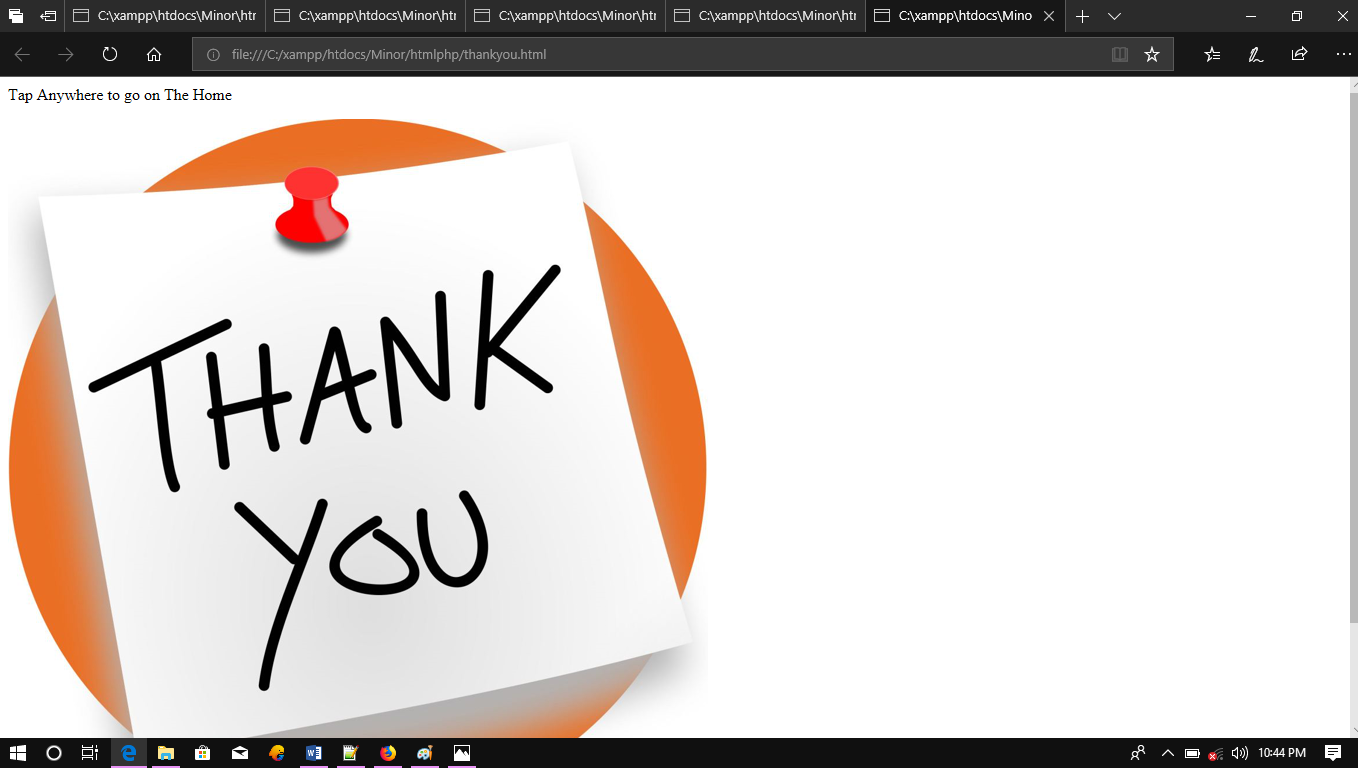 C:\xampp\htdocs\Minor\htr C:\xampp\htdocs\Minor\htr C:\xampp\htdocs\Minor\htr C:\xampp\htdocs\Minor\htr C:\xampp\htdocs\Mino
file:///C:/xampp/htdocs/Minor/htmlphp/thankyou.html
Tap Anywhere to go on The Home
THANK
YOU
10:44 PM